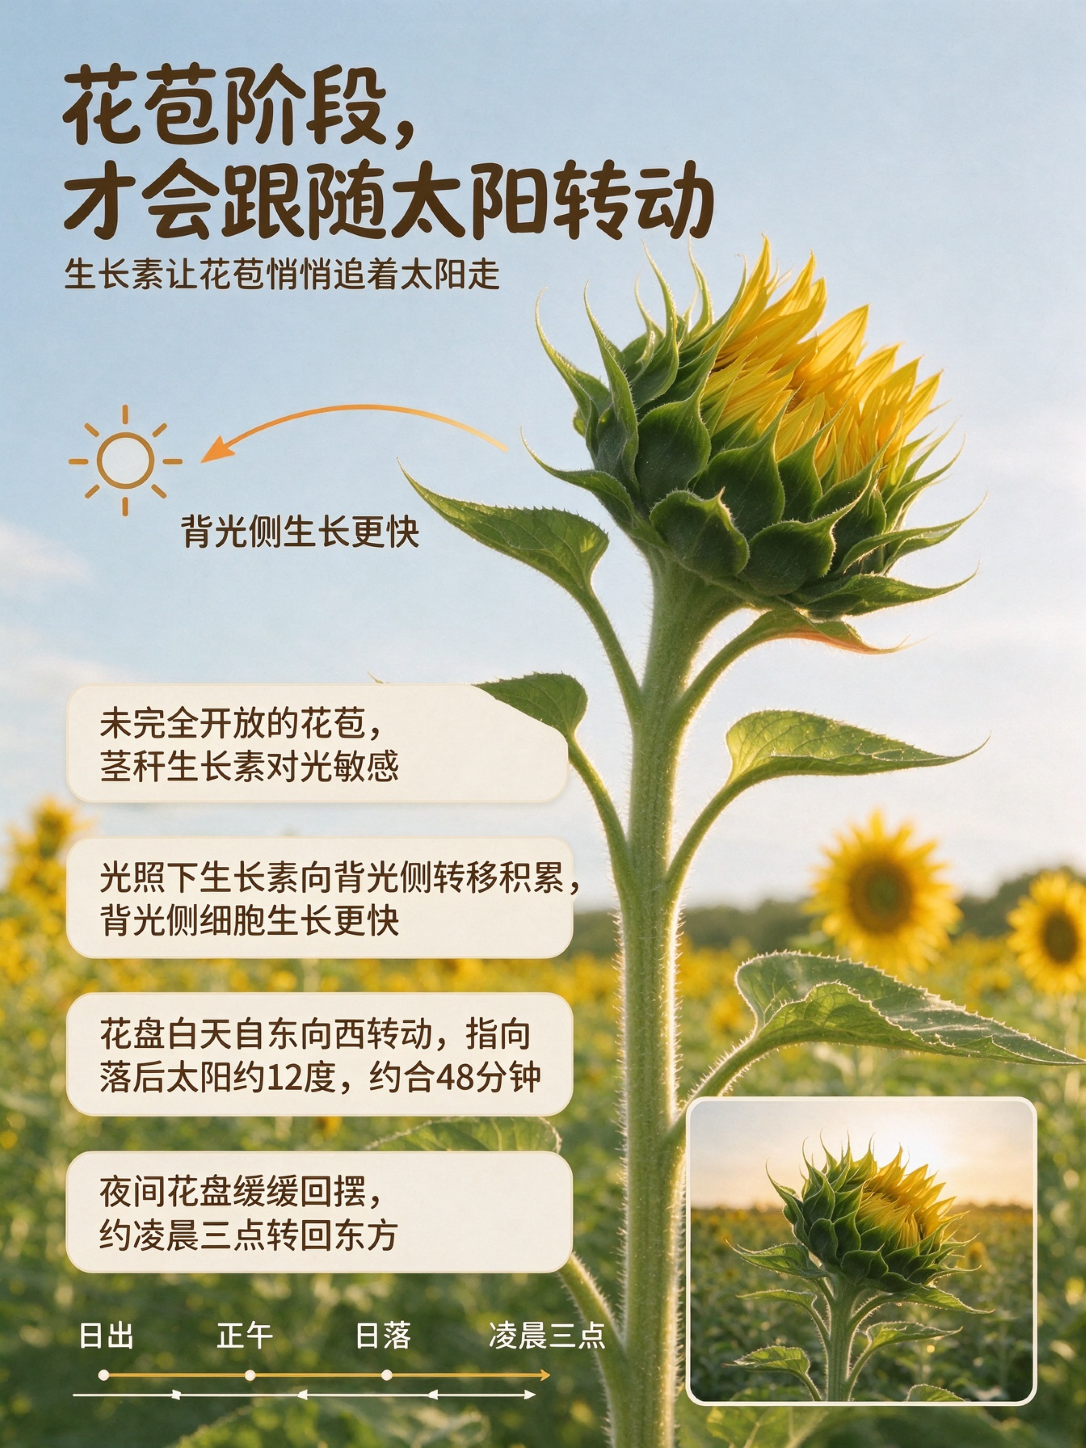 花苞阶段，
才会跟随太阳转动
生长素让花苞悄悄追着太阳走
背光侧生长更快
未完全开放的花苞，
茎秆生长素对光敏感
光照下生长素向背光侧转移积累，
背光侧细胞生长更快
花盘白天自东向西转动，指向
落后太阳约12度，约合48分钟
夜间花盘缓缓回摆，
约凌晨三点转回东方
日出 正午 日落 凌晨三点